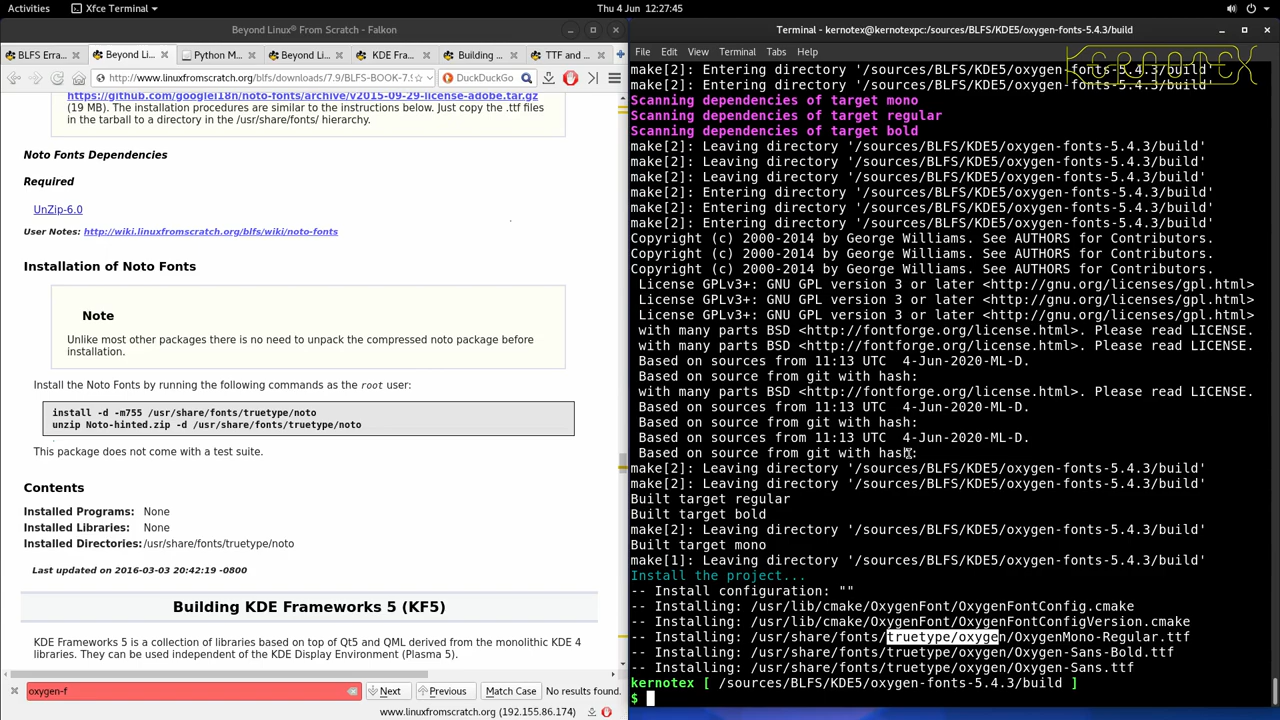 Activities
Xfce Terminal
Thu 4 Jun 12:27:45
Beyond Linux® From Scratch - Falkon
BLFS Erra...
Beyond Li...
Python M...
Beyond Li...
KDE Fra...
Building ...
TTF and ...
http://www.linuxfromscratch.org/blfs/downloads/7.9/BLFS-BOOK-7.9
DuckDuckGo
https://github.com/googlei18n/noto-fonts/archive/v2015-09-29-license-adobe.tar.gz
(19 MB). The installation procedures are similar to the instructions below. Just copy the .ttf files
in the tarball to a directory in the /usr/share/fonts/ hierarchy.
Noto Fonts Dependencies
Required
UnZip-6.0
User Notes: http://wiki.linuxfromscratch.org/blfs/wiki/noto-fonts
Installation of Noto Fonts
Note
Unlike most other packages there is no need to unpack the compressed noto package before
installation.
Install the Noto Fonts by running the following commands as the root user:
install -d -m755 /usr/share/fonts/truetype/noto
unzip Noto-hinted.zip -d /usr/share/fonts/truetype/noto
This package does not come with a test suite.
Contents
Installed Programs: None
Installed Libraries: None
Installed Directories: /usr/share/fonts/truetype/noto
Last updated on 2016-03-03 20:42:19 -0800
Building KDE Frameworks 5 (KF5)
KDE Frameworks 5 is a collection of libraries based on top of Qt5 and QML derived from the monolithic KDE 4
libraries. They can be used independent of the KDE Display Environment (Plasma 5).
oxygen-f
Next
Previous
Match Case
No results found.
www.linuxfromscratch.org (192.155.86.174)
Terminal - kernotex@kernotexpc:/sources/BLFS/KDE5/oxygen-fonts-5.4.3/build
File Edit View Terminal Tabs Help
KERNOTEX
make[2]: Entering directory '/sources/BLFS/KDE5/oxygen-fonts-5.4.3/build'
make[2]: Entering directory '/sources/BLFS/KDE5/oxygen-fonts-5.4.3/build'
Scanning dependencies of target mono
Scanning dependencies of target regular
Scanning dependencies of target bold
make[2]: Leaving directory '/sources/BLFS/KDE5/oxygen-fonts-5.4.3/build'
make[2]: Leaving directory '/sources/BLFS/KDE5/oxygen-fonts-5.4.3/build'
make[2]: Leaving directory '/sources/BLFS/KDE5/oxygen-fonts-5.4.3/build'
make[2]: Entering directory '/sources/BLFS/KDE5/oxygen-fonts-5.4.3/build'
make[2]: Entering directory '/sources/BLFS/KDE5/oxygen-fonts-5.4.3/build'
make[2]: Entering directory '/sources/BLFS/KDE5/oxygen-fonts-5.4.3/build'
Copyright (c) 2000-2014 by George Williams. See AUTHORS for Contributors.
Copyright (c) 2000-2014 by George Williams. See AUTHORS for Contributors.
Copyright (c) 2000-2014 by George Williams. See AUTHORS for Contributors.
License GPLv3+: GNU GPL version 3 or later <http://gnu.org/licenses/gpl.html>
License GPLv3+: GNU GPL version 3 or later <http://gnu.org/licenses/gpl.html>
License GPLv3+: GNU GPL version 3 or later <http://gnu.org/licenses/gpl.html>
with many parts BSD <http://fontforge.org/license.html>. Please read LICENSE.
with many parts BSD <http://fontforge.org/license.html>. Please read LICENSE.
Based on sources from 11:13 UTC  4-Jun-2020-ML-D.
Based on source from git with hash:
with many parts BSD <http://fontforge.org/license.html>. Please read LICENSE.
Based on sources from 11:13 UTC  4-Jun-2020-ML-D.
Based on source from git with hash:
Based on sources from 11:13 UTC  4-Jun-2020-ML-D.
Based on source from git with hash:
make[2]: Leaving directory '/sources/BLFS/KDE5/oxygen-fonts-5.4.3/build'
make[2]: Leaving directory '/sources/BLFS/KDE5/oxygen-fonts-5.4.3/build'
Built target regular
Built target bold
make[2]: Leaving directory '/sources/BLFS/KDE5/oxygen-fonts-5.4.3/build'
Built target mono
make[1]: Leaving directory '/sources/BLFS/KDE5/oxygen-fonts-5.4.3/build'
Install the project...
-- Install configuration: ""
-- Installing: /usr/lib/cmake/OxygenFont/OxygenFontConfig.cmake
-- Installing: /usr/lib/cmake/OxygenFont/OxygenFontConfigVersion.cmake
-- Installing: /usr/share/fonts/truetype/oxygen/OxygenMono-Regular.ttf
-- Installing: /usr/share/fonts/truetype/oxygen/Oxygen-Sans-Bold.ttf
-- Installing: /usr/share/fonts/truetype/oxygen/Oxygen-Sans.ttf
kernotex [ /sources/BLFS/KDE5/oxygen-fonts-5.4.3/build ]
$